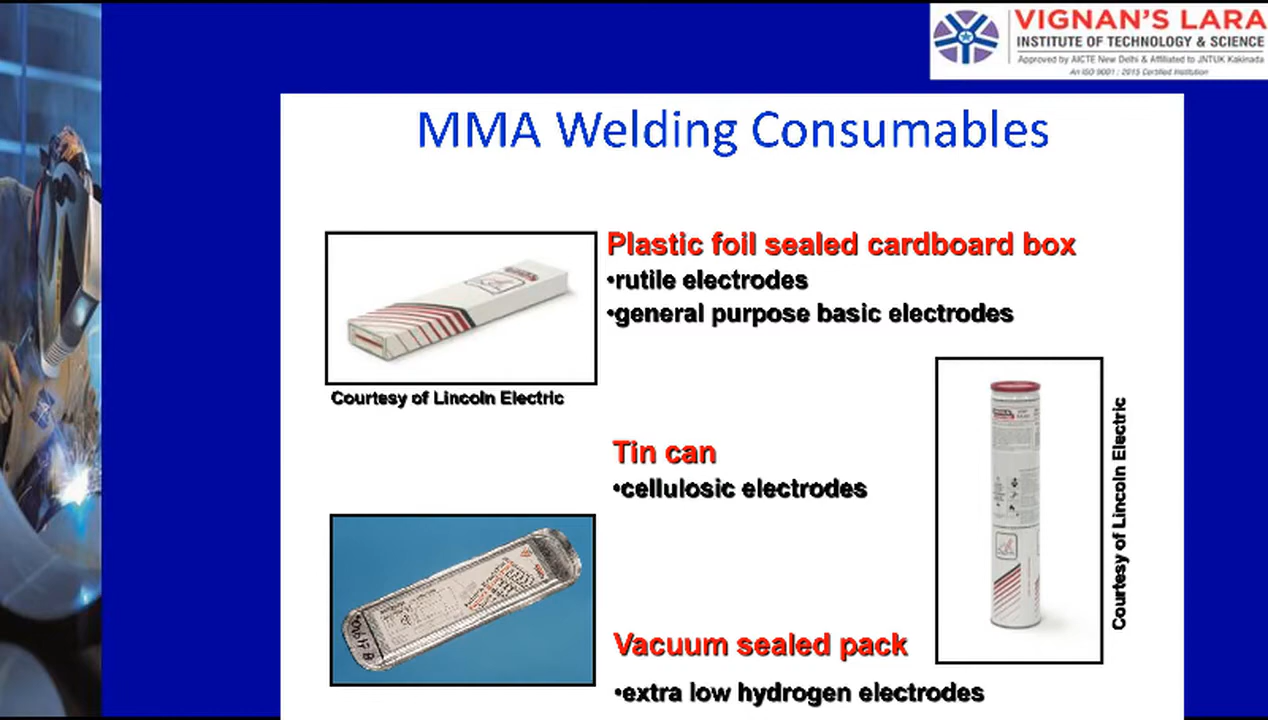 VIGNAN'S LARA
INSTITUTE OF TECHNOLOGY & SCIENCE
Approved by AICTE New Delhi & Affiliated to JNTUK Kakinada
An ISO 9001 : 2015 Certified Institution
MMA Welding Consumables
Plastic foil sealed cardboard box
•rutile electrodes
•general purpose basic electrodes
Courtesy of Lincoln Electric
Tin can
•cellulosic electrodes
Courtesy of Lincoln Electric
Vacuum sealed pack
•extra low hydrogen electrodes